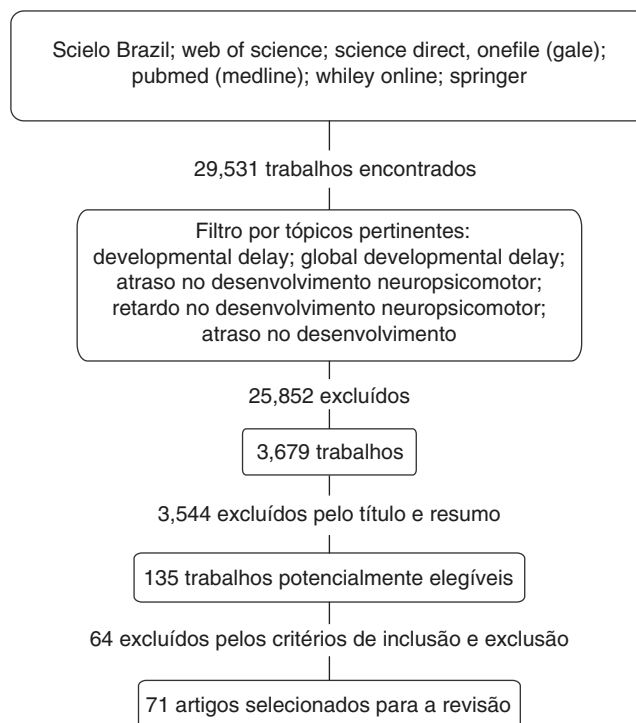 Scielo Brazil; web of science; science direct, onefile (gale);
pubmed (medline); whiley online; springer
29,531 trabalhos encontrados
Filtro por tópicos pertinentes:
developmental delay; global developmental delay;
atraso no desenvolvimento neuropsicomotor;
retardo no desenvolvimento neuropsicomotor;
atraso no desenvolvimento
25,852 excluídos
3,679 trabalhos
3,544 excluídos pelo título e resumo
135 trabalhos potencialmente elegíveis
64 excluídos pelos critérios de inclusão e exclusão
71 artigos selecionados para a revisão